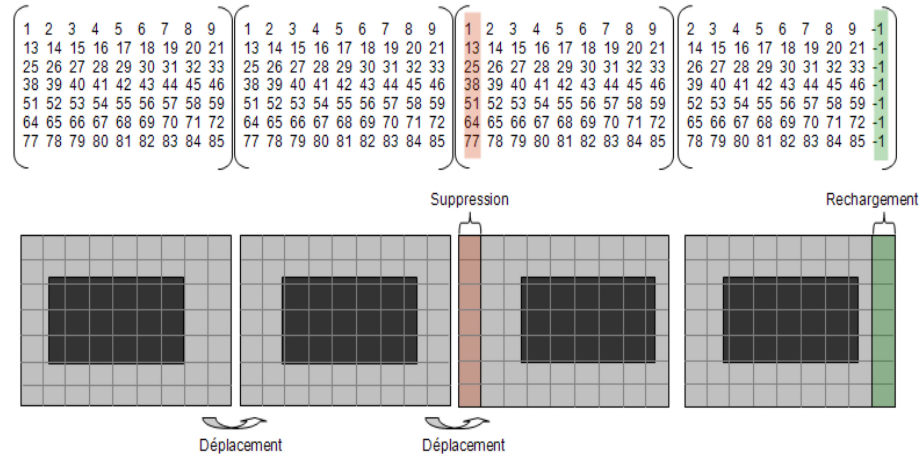 1 2 3 4 5 6 7 8 9 1 2 3 4 5 6 7 8 9 1 2 3 4 5 6 7 8 9 2 3 4 5 6 7 8 9 -1
13 14 15 16 17 18 19 20 21 13 14 15 16 17 18 19 20 21 13 14 15 16 17 18 19 20 21 14 15 16 17 18 19 20 21 -1
25 26 27 28 29 30 31 32 33 25 26 27 28 29 30 31 32 33 25 26 27 28 29 30 31 32 33 26 27 28 29 30 31 32 33 -1
38 39 40 41 42 43 44 45 46 38 39 40 41 42 43 44 45 46 38 39 40 41 42 43 44 45 46 39 40 41 42 43 44 45 46 -1
51 52 53 54 55 56 57 58 59 51 52 53 54 55 56 57 58 59 51 52 53 54 55 56 57 58 59 52 53 54 55 56 57 58 59 -1
64 65 66 67 68 69 70 71 72 64 65 66 67 68 69 70 71 72 64 65 66 67 68 69 70 71 72 65 66 67 68 69 70 71 72 -1
77 78 79 80 81 82 83 84 85 77 78 79 80 81 82 83 84 85 77 78 79 80 81 82 83 84 85 78 79 80 81 82 83 84 85 -1
Suppression Rechargement
Déplacement Déplacement